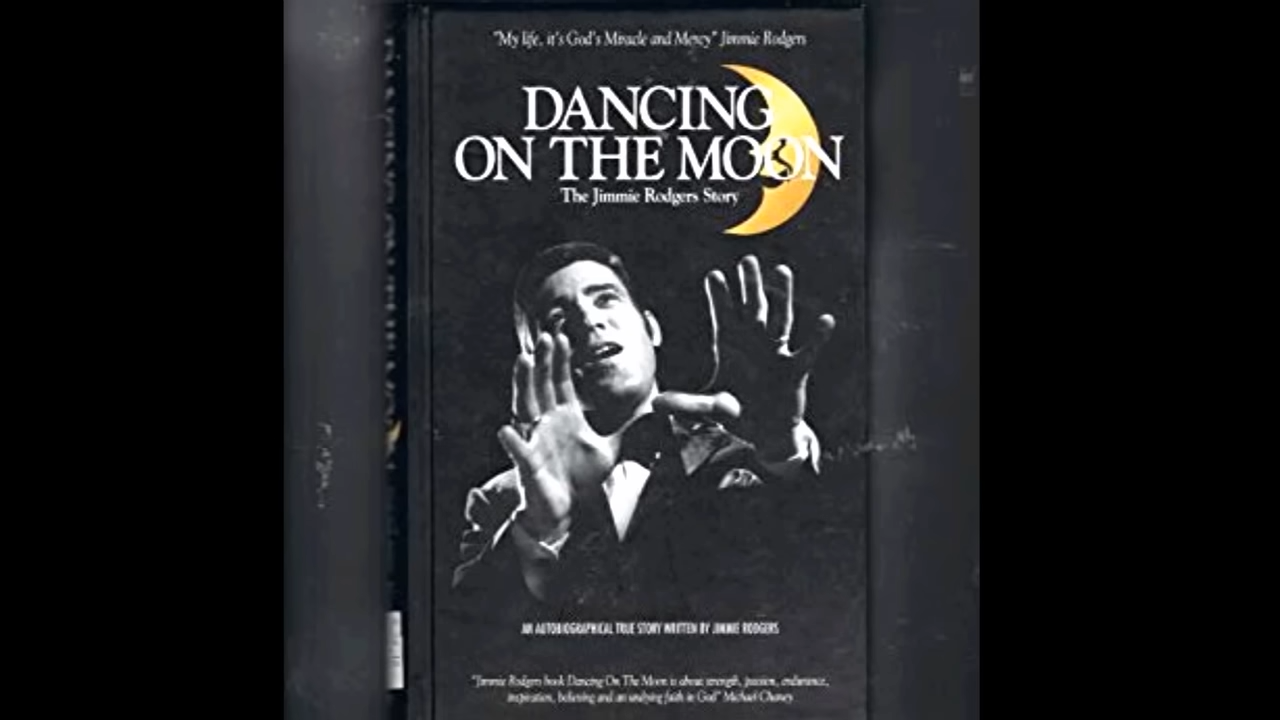 "My life, it's God's Miracle and Mercy" Jimmie Rodgers
DANCING
ON THE MOON
The Jimmie Rodgers Story
AN AUTOBIOGRAPHICAL TRUE STORY WRITTEN BY JIMMIE RODGERS
"Jimmie Rodgers book Dancing On The Moon is about strength, passion, endurance,
inspiration, believing and an undying faith in God" Michael Chaney